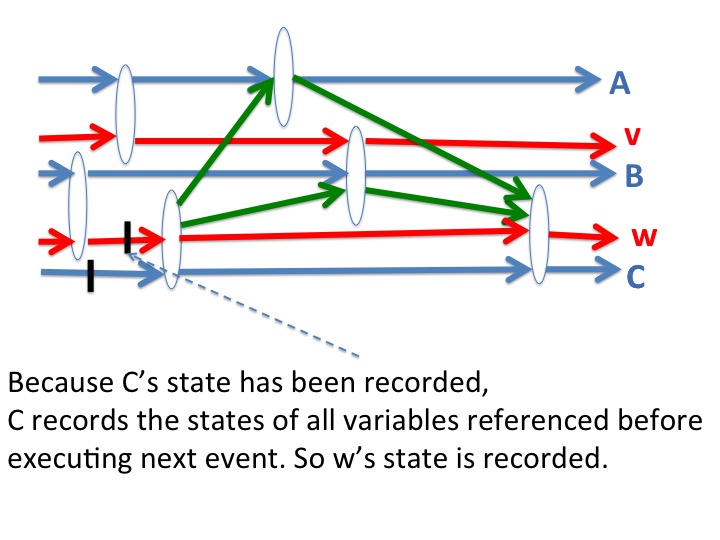 A
v
B
w
C
Because C’s state has been recorded,
C records the states of all variables referenced before
executing next event. So w’s state is recorded.